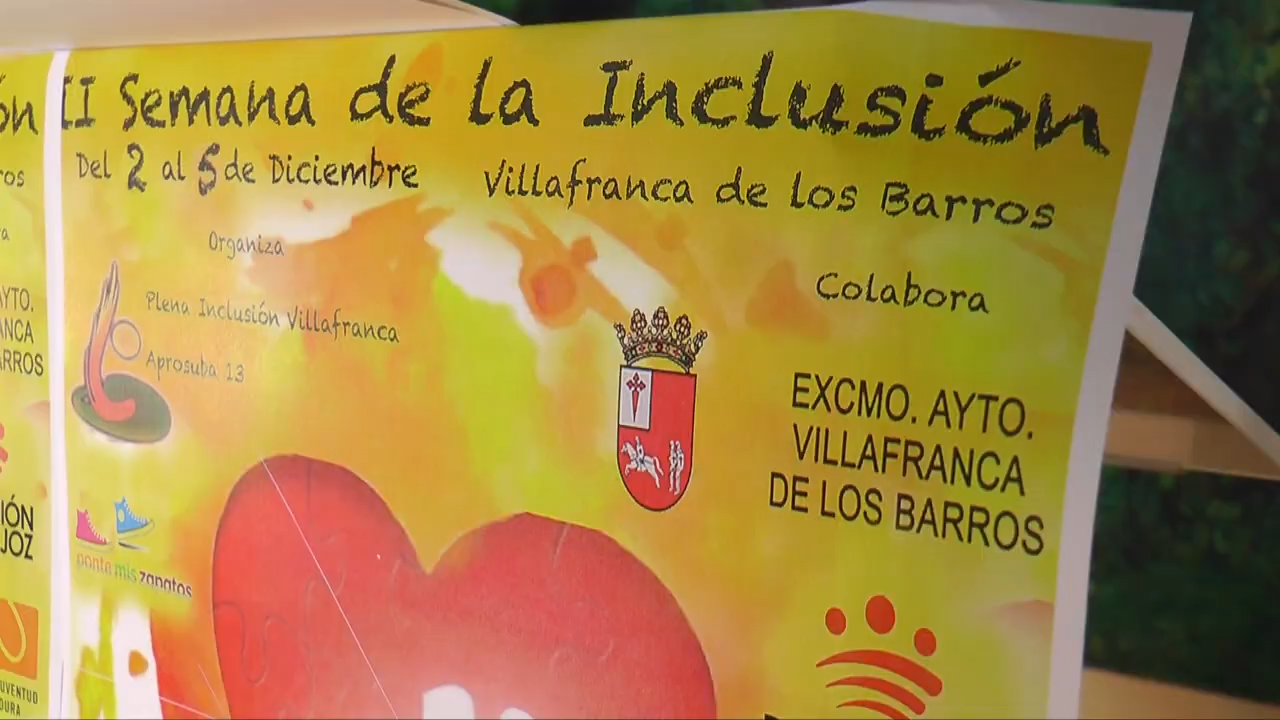 II Semana de la Inclusión
Del 2 al 5 de Diciembre
Villafranca de los Barros
Organiza
Plena Inclusión Villafranca
Aprosuba 13
Colabora
EXCMO. AYTO.
VILLAFRANCA
DE LOS BARROS
ponte mis zapatos